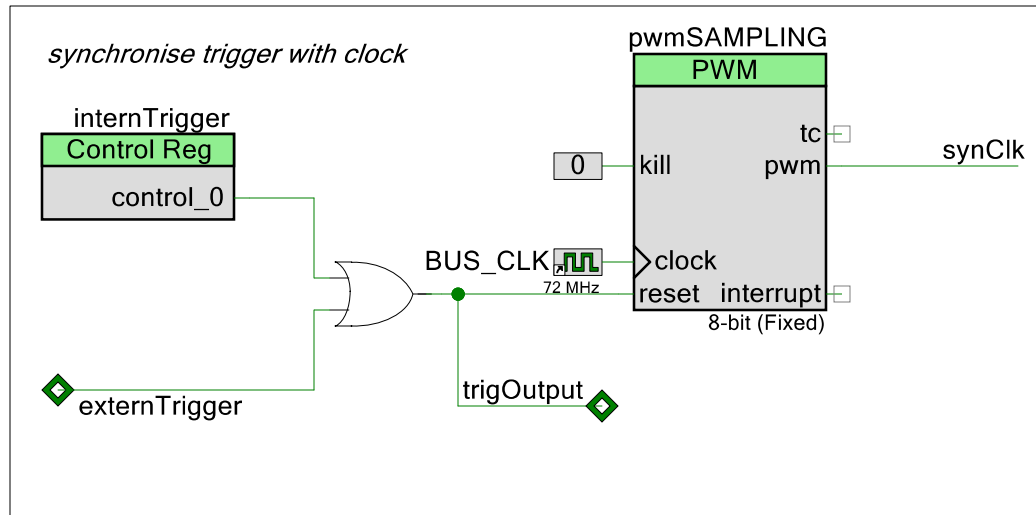 synchronise trigger with clock
internTrigger
Control Reg
control_0
externTrigger
BUS_CLK
72 MHz
trigOutput
pwmSAMPLING
PWM
tc
0
kill
pwm
synClk
clock
reset
interrupt
8-bit (Fixed)